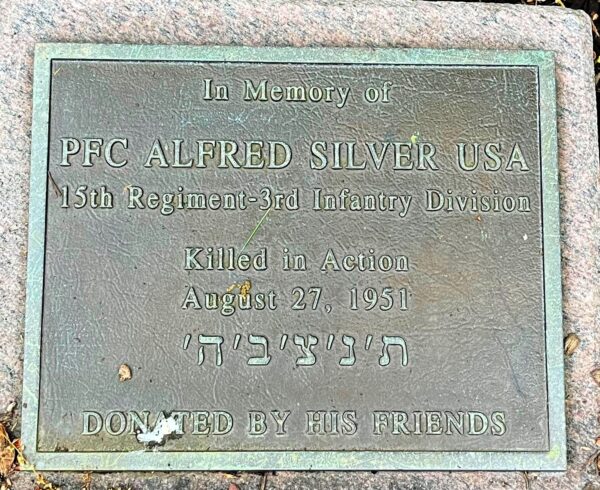 In Memory of
PFC ALFRED SILVER USA
15th Regiment-3rd Infantry Division
Killed in Action
August 27, 1951
ת'נ'צ'ב'ה'
DONATED BY HIS FRIENDS